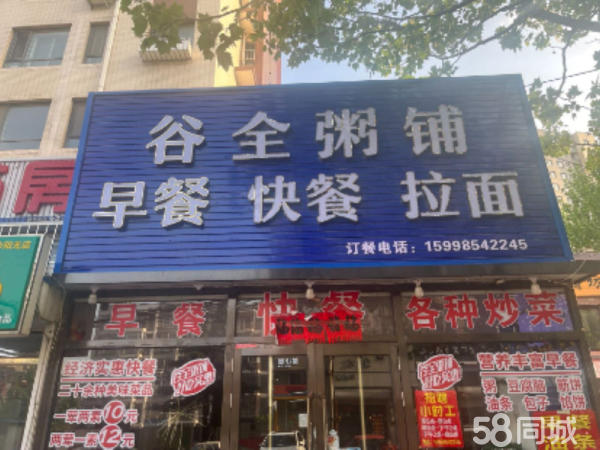 谷全粥铺
早餐 快餐 拉面
订餐电话：15998542245
早餐 快餐 各种炒菜
经济实惠快餐
二十余种美味菜品
一荤两素10元
两荤一素12元
营养丰富早餐
粥 豆腐脑 新饼
油条 包子 馅饼
招聘
小时工
油条
58同城